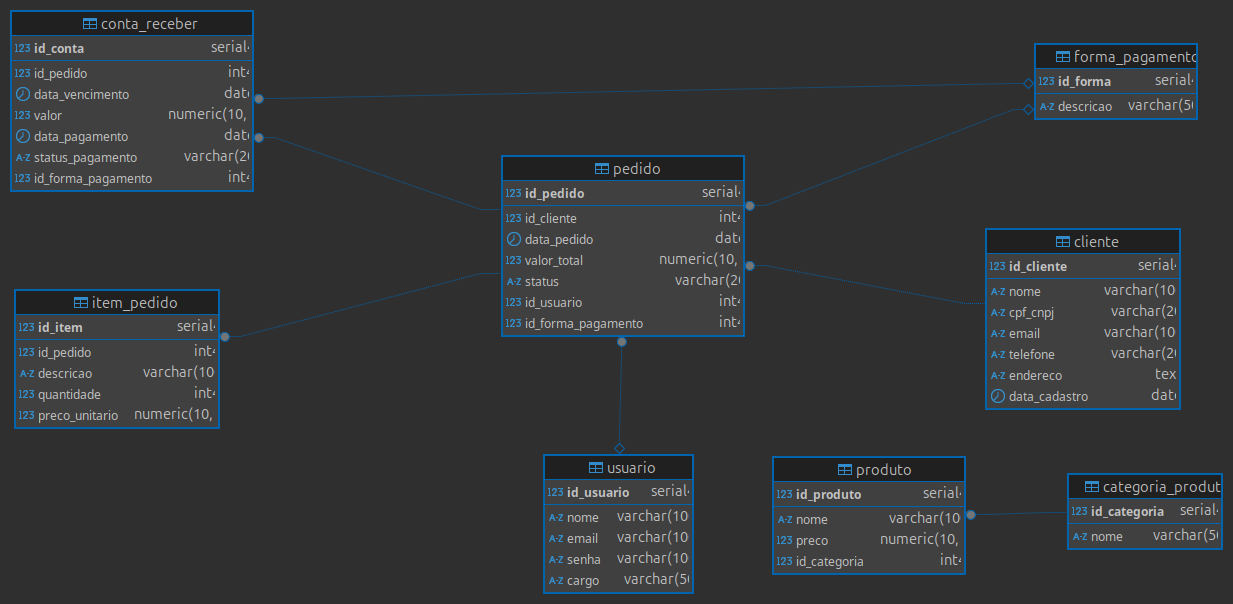 conta_receber
123 id_conta serial
123 id_pedido int
data_vencimento dat
123 valor numeric(10,
data_pagamento dat
A-Z status_pagamento varchar(2
123 id_forma_pagamento int
forma_pagamento
123 id_forma serial
A-Z descricao varchar(5
pedido
123 id_pedido serial
123 id_cliente int
data_pedido dat
123 valor_total numeric(10,
A-Z status varchar(2
123 id_usuario int
123 id_forma_pagamento int
cliente
123 id_cliente serial
A-Z nome varchar(10
A-Z cpf_cnpj varchar(2
A-Z email varchar(10
A-Z telefone varchar(2
A-Z endereco tex
data_cadastro dat
item_pedido
123 id_item serial
123 id_pedido int
A-Z descricao varchar(10
123 quantidade int
123 preco_unitario numeric(10,
usuario
123 id_usuario serial
A-Z nome varchar(10
A-Z email varchar(10
A-Z senha varchar(10
A-Z cargo varchar(5
produto
123 id_produto serial
A-Z nome varchar(10
123 preco numeric(10,
123 id_categoria int
categoria_produt
123 id_categoria serial
A-Z nome varchar(5